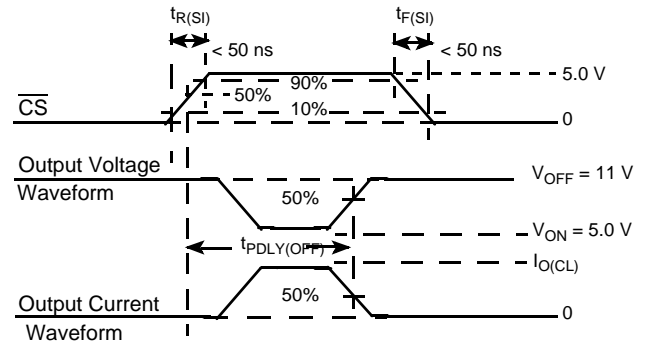 tR(SI)
tF(SI)
< 50 ns
< 50 ns
90%
5.0 V
50%
10%
CS
0
Output Voltage
Waveform
VOFF = 11 V
50%
VON = 5.0 V
tPDLY(OFF)
IO(CL)
Output Current
Waveform
50%
0